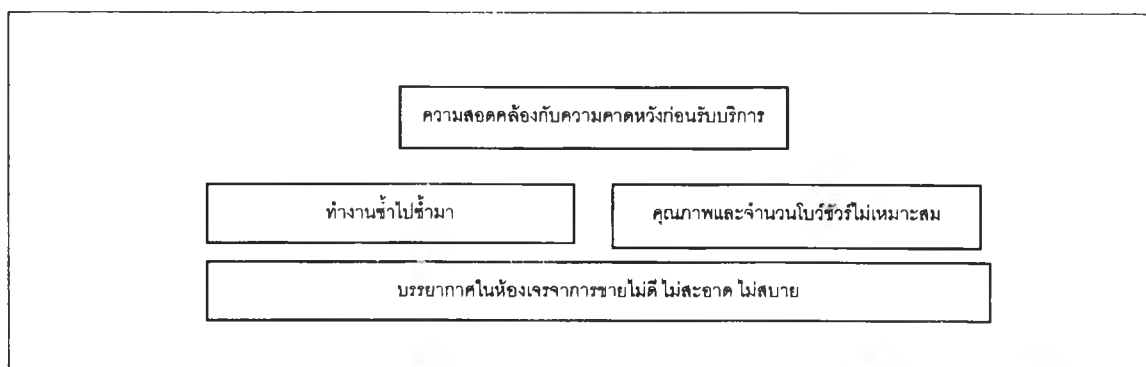 ความสอดคล้องกับความคาดหวังก่อนรับบริการ
ทำงานซ้ำไปซ้ำมา
คุณภาพและจำนวนโบว์ชัวร์ไม่เหมาะสม
บรรยากาศในห้องเจรจาการขายไม่ดี ไม่สะอาด ไม่สบาย